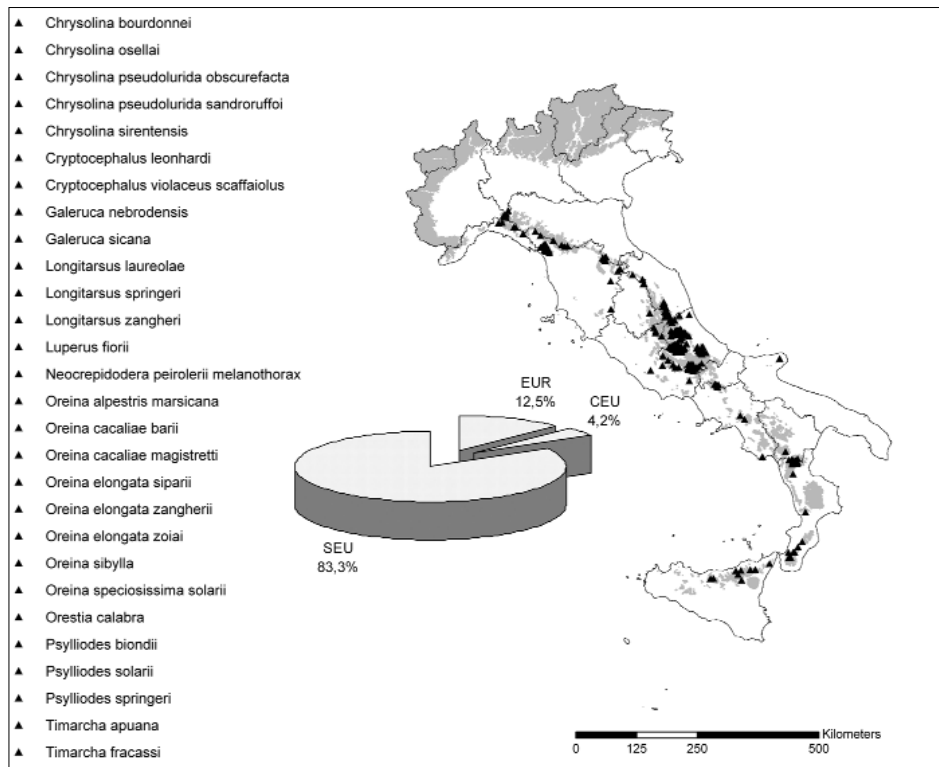 Chrysolina bourdonnei
Chrysolina osellai
Chrysolina pseudolurida obscurefacta
Chrysolina pseudolurida sandroruffoi
Chrysolina sirentensis
Cryptocephalus leonhardi
Cryptocephalus violaceus scaffaiolus
Galeruca nebrodensis
Galeruca sicana
Longitarsus laureolae
Longitarsus springeri
Longitarsus zangheri
Luperus fiorii
Neocrepidodera peirolerii melanothorax
Oreina alpestris marsicana
Oreina cacaliae barii
Oreina cacaliae magistretti
Oreina elongata siparii
Oreina elongata zangherii
Oreina elongata zoiai
Oreina sibylla
Oreina speciosissima solarii
Orestia calabra
Psylliodes biondii
Psylliodes solarii
Psylliodes springeri
Timarcha apuana
Timarcha fracassi
EUR
12,5%
CEU
4,2%
SEU
83,3%
Kilometers
0 125 250 500